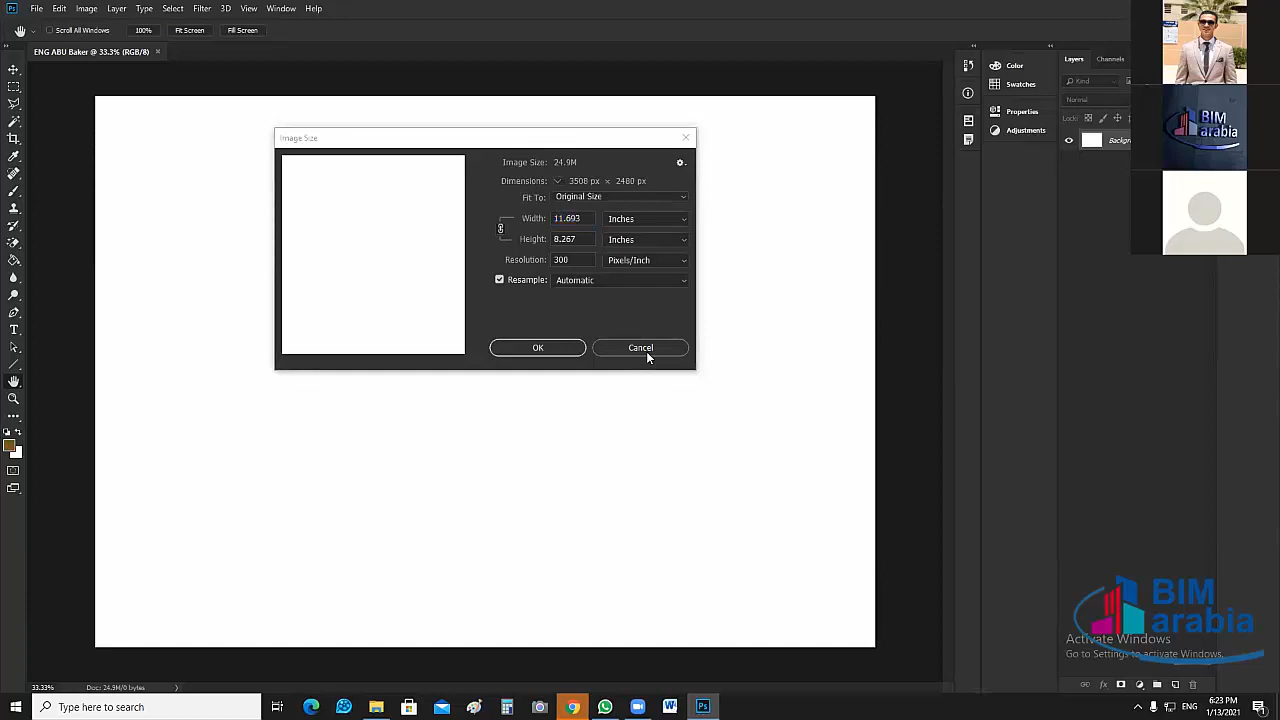 Ps File Edit Image Layer Type Select Filter 3D View Window Help
Scroll All Windows 100% Fit Screen Fill Screen
ENG ABU Baker @ 33.3% (RGB/8) ×
Image Size
Image Size: 24.9M
Dimensions: 3508 px × 2480 px
Fit To: Original Size
Width: 11.693 Inches
Height: 8.267 Inches
Resolution: 300 Pixels/Inch
Resample: Automatic
OK Cancel
Color
Swatches
Properties
Adjustments
Layers Channels
Kind
Normal
Lock:
Backgr
BIM
arabia
BIM
arabia
Activate Windows
Go to Settings to activate Windows.
33.33% Doc: 24.9M/0 bytes
Type here to search
ENG
6:23 PM
1/13/2021